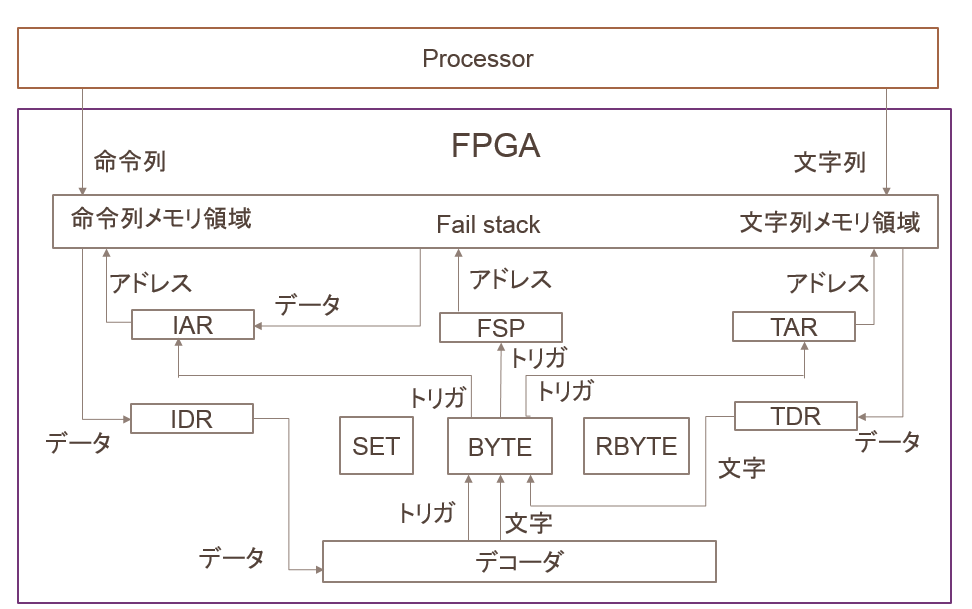 Processor
FPGA
命令列
文字列
命令列メモリ領域
Fail stack
文字列メモリ領域
アドレス
データ
アドレス
アドレス
IAR
FSP
TAR
トリガ
トリガ
トリガ
IDR
TDR
データ
SET
BYTE
RBYTE
データ
文字
トリガ
文字
データ
デコーダ